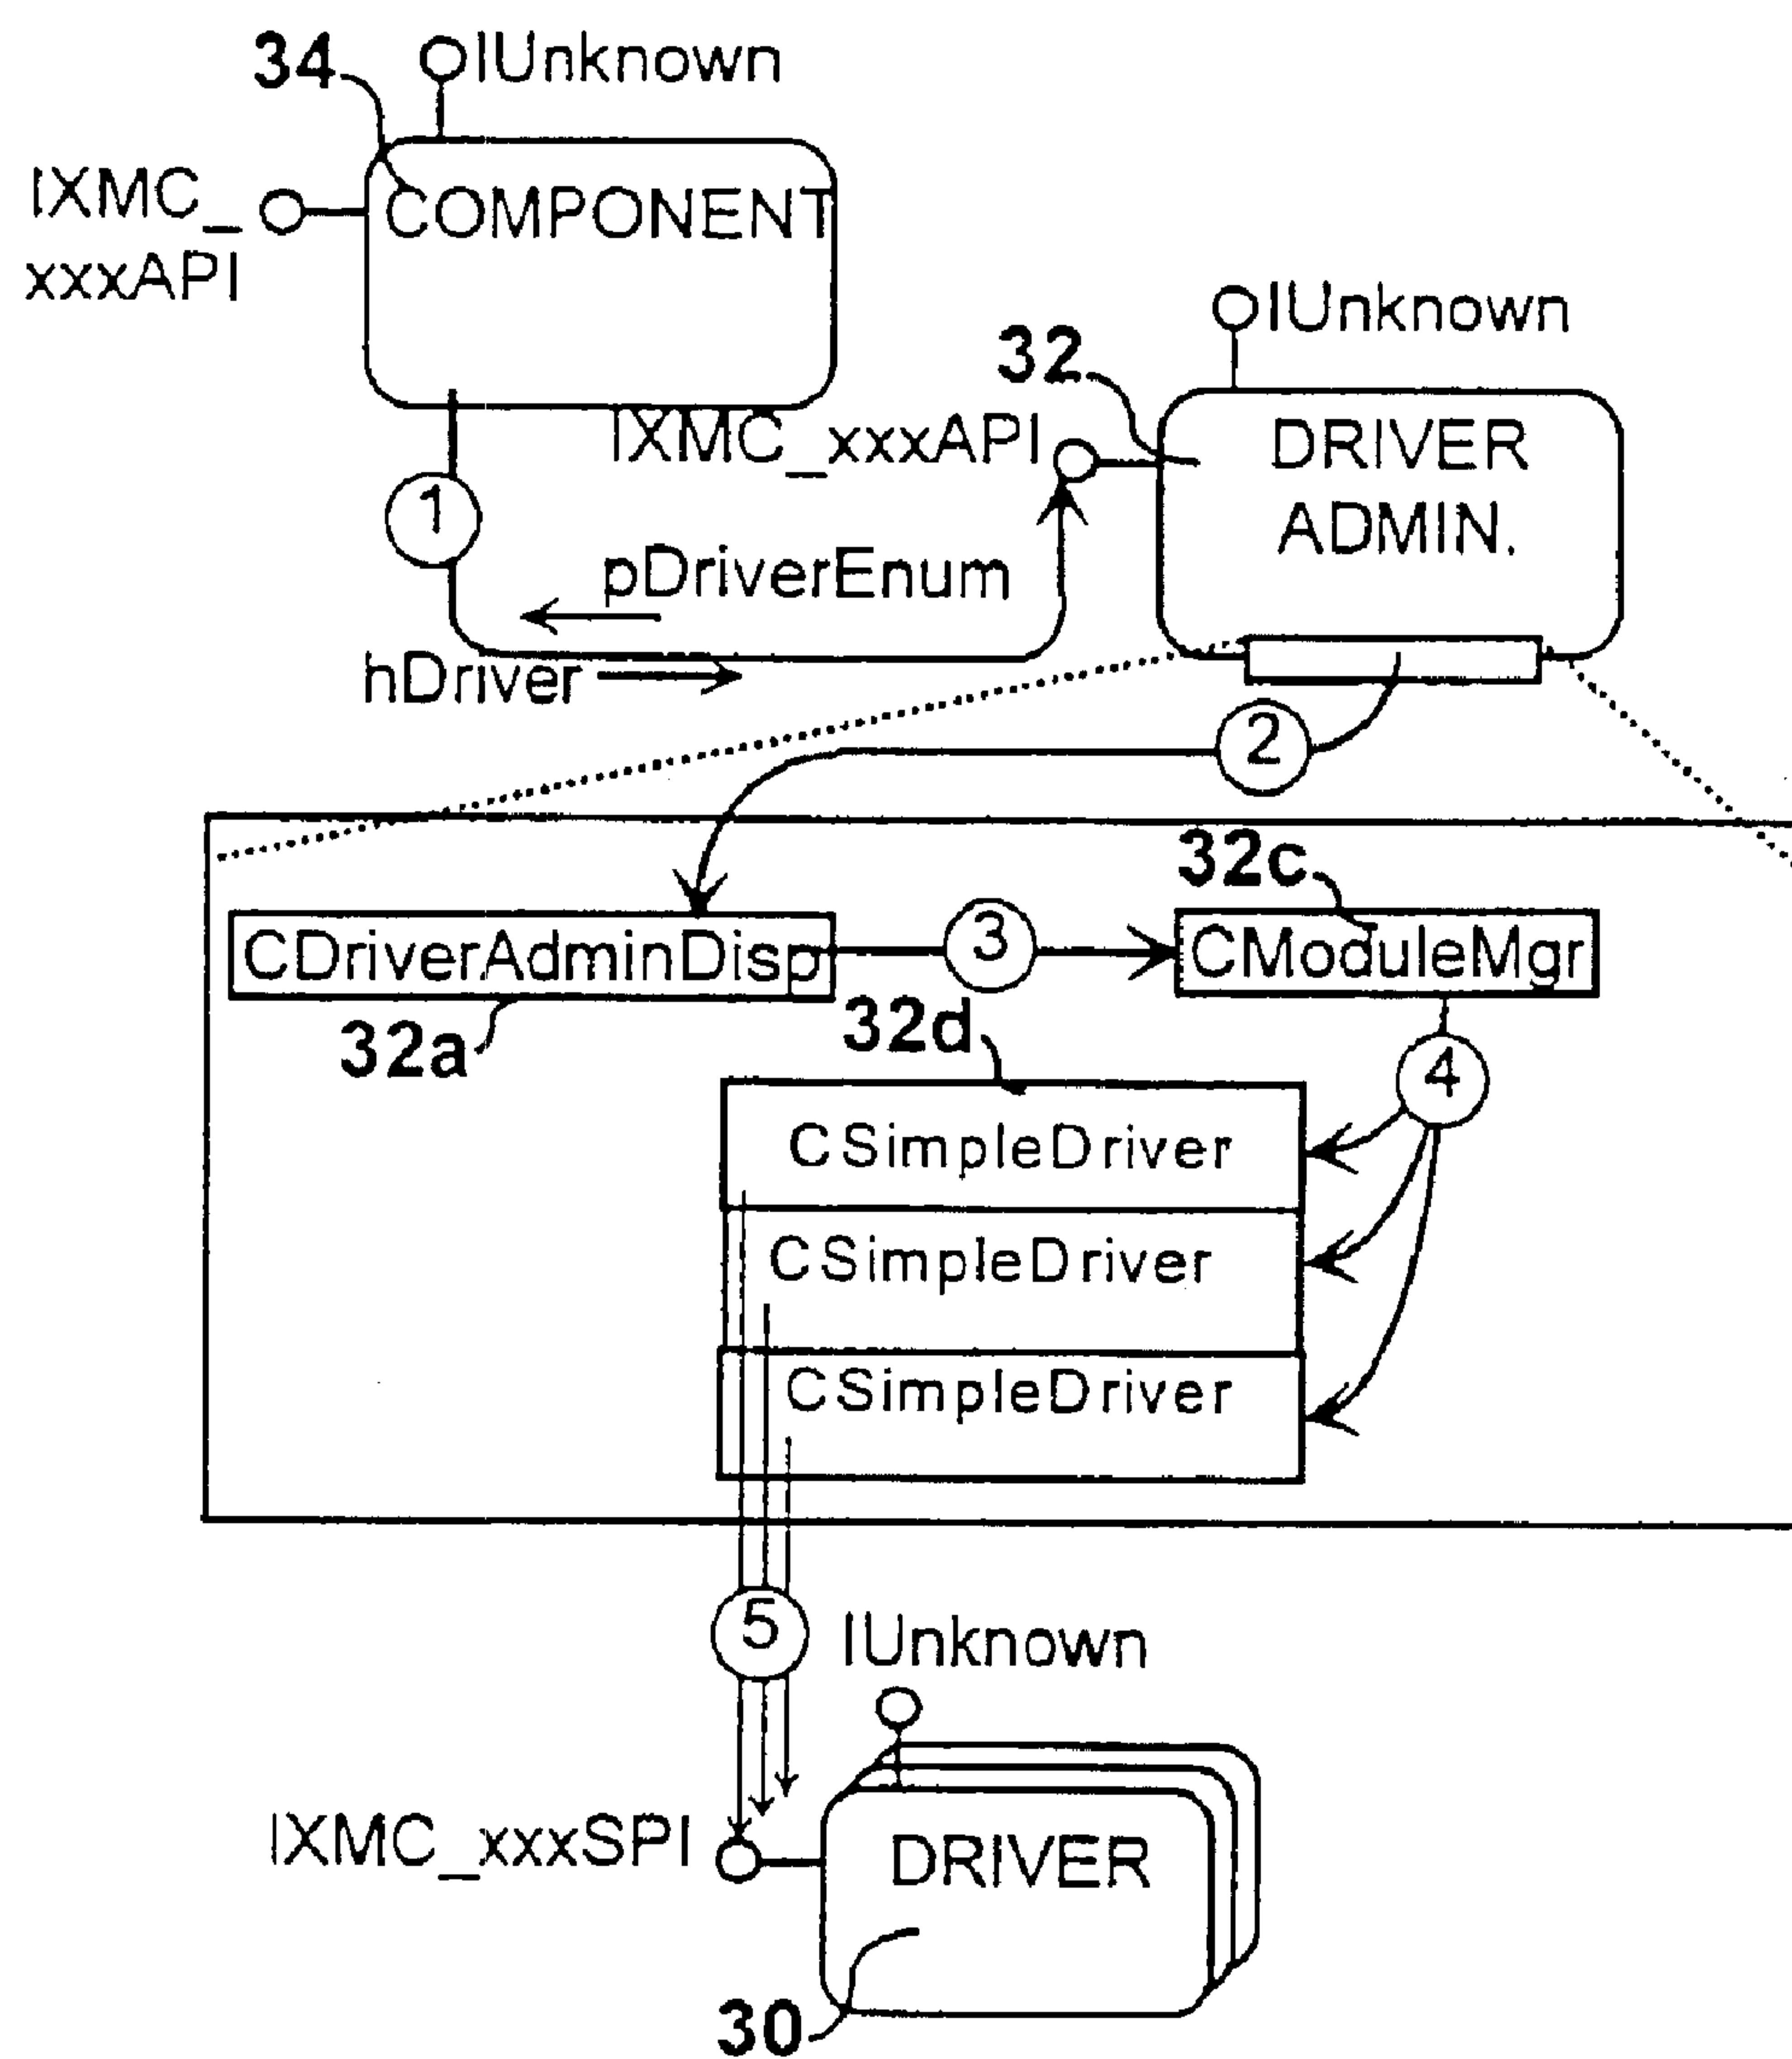 34
IUnknown
IXMC_
xxxAPI
COMPONENT
IUnknown
32
IXMC_xxxAPI
DRIVER
ADMIN.
1
pDriverEnum
hDriver
2
32c
CDriverAdminDisp
3
CModuleMgr
32a
32d
4
CSimpleDriver
CSimpleDriver
CSimpleDriver
5
IUnknown
IXMC_xxxSPI
DRIVER
30